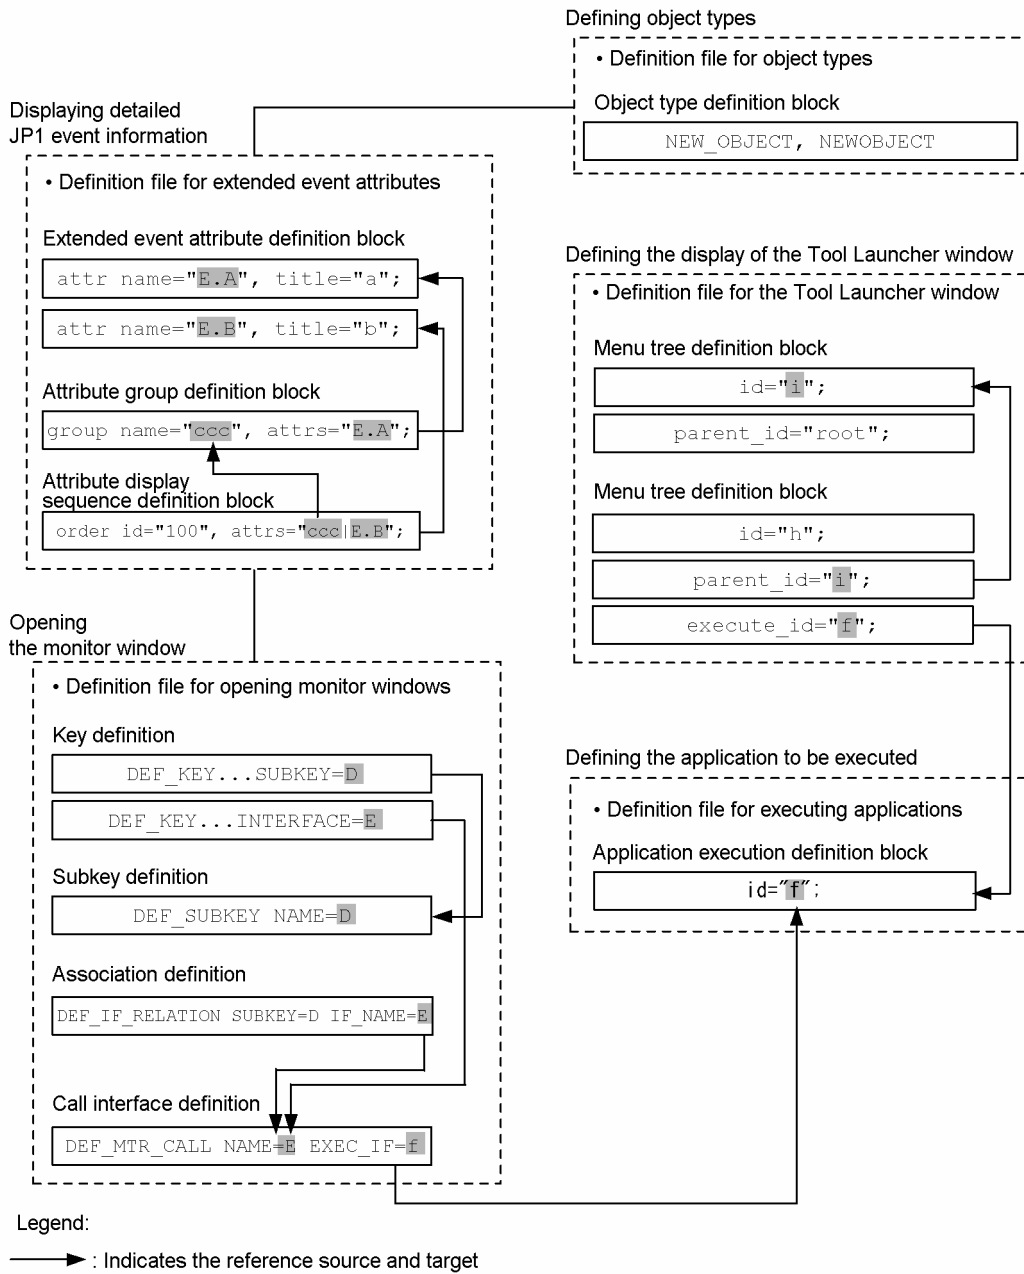 Defining object types
• Definition file for object types
Object type definition block
NEW_OBJECT, NEWOBJECT
Displaying detailed
JP1 event information
• Definition file for extended event attributes
Extended event attribute definition block
attr name="E.A", title="a";
attr name="E.B", title="b";
Attribute group definition block
group name="ccc", attrs="E.A";
Attribute display
sequence definition block
order id="100", attrs="ccc|E.B";
Defining the display of the Tool Launcher window
• Definition file for the Tool Launcher window
Menu tree definition block
id="i";
parent_id="root";
Menu tree definition block
id="h";
parent_id="i";
execute_id="f";
Opening
the monitor window
• Definition file for opening monitor windows
Key definition
DEF_KEY...SUBKEY=D
DEF_KEY...INTERFACE=E
Subkey definition
DEF_SUBKEY NAME=D
Association definition
DEF_IF_RELATION SUBKEY=D IF_NAME=E
Call interface definition
DEF_MTR_CALL NAME=E EXEC_IF=f
Defining the application to be executed
• Definition file for executing applications
Application execution definition block
id="f";
Legend:
: Indicates the reference source and target